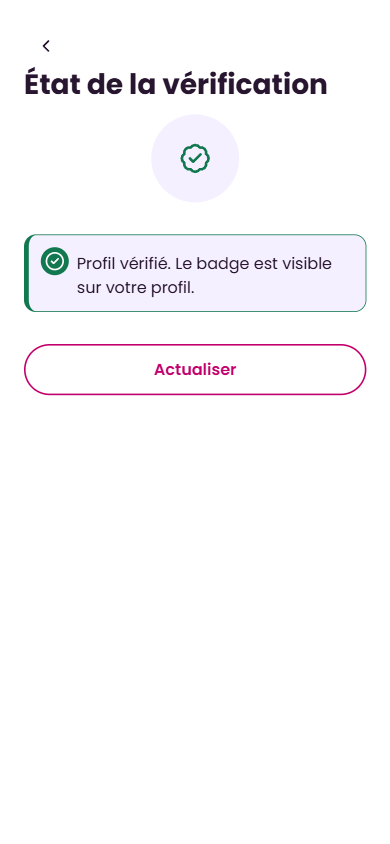 État de la vérification
Profil vérifié. Le badge est visible
sur votre profil.
Actualiser